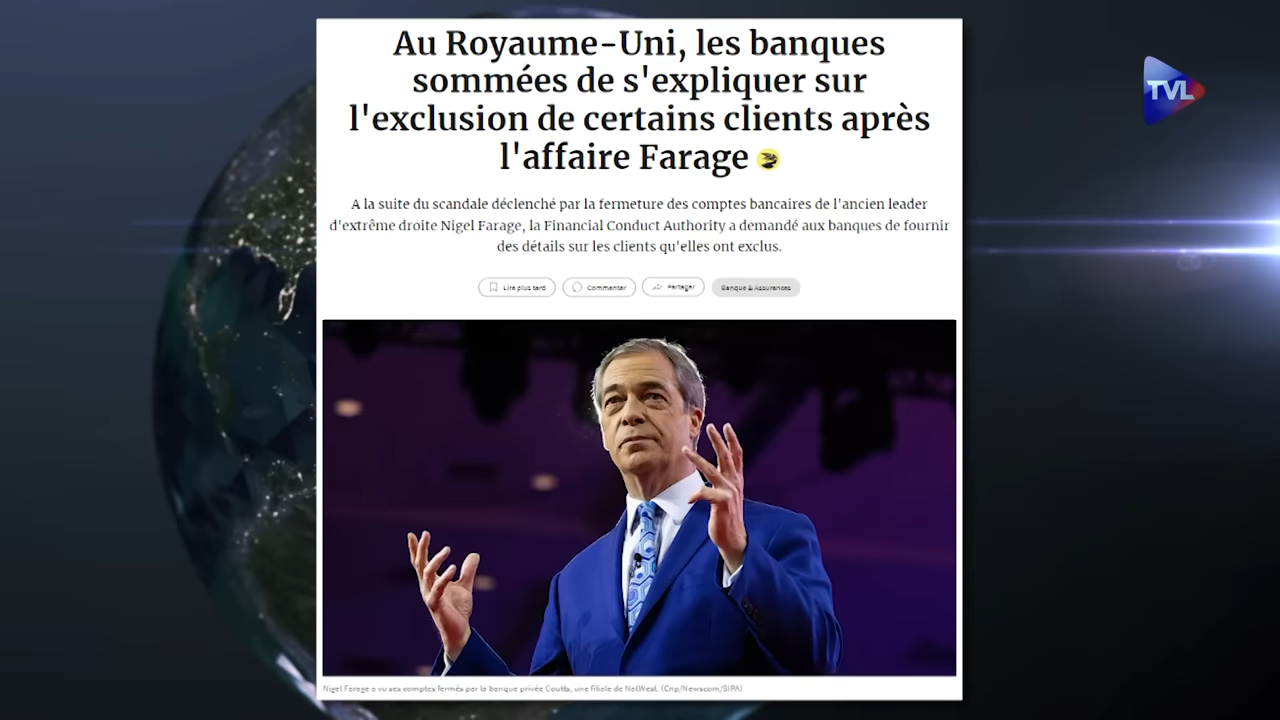 Au Royaume-Uni, les banques
sommées de s'expliquer sur
l'exclusion de certains clients après
l'affaire Farage
A la suite du scandale déclenché par la fermeture des comptes bancaires de l'ancien leader
d'extrême droite Nigel Farage, la Financial Conduct Authority a demandé aux banques de fournir
des détails sur les clients qu'elles ont exclus.
Lire plus tard
Commenter
Partager
Banque & Assurances
Nigel Farage a vu ses comptes fermés par la banque privée Coutts, une filiale de NatWest. (Cnp/Newscom/SIPA)
TVL